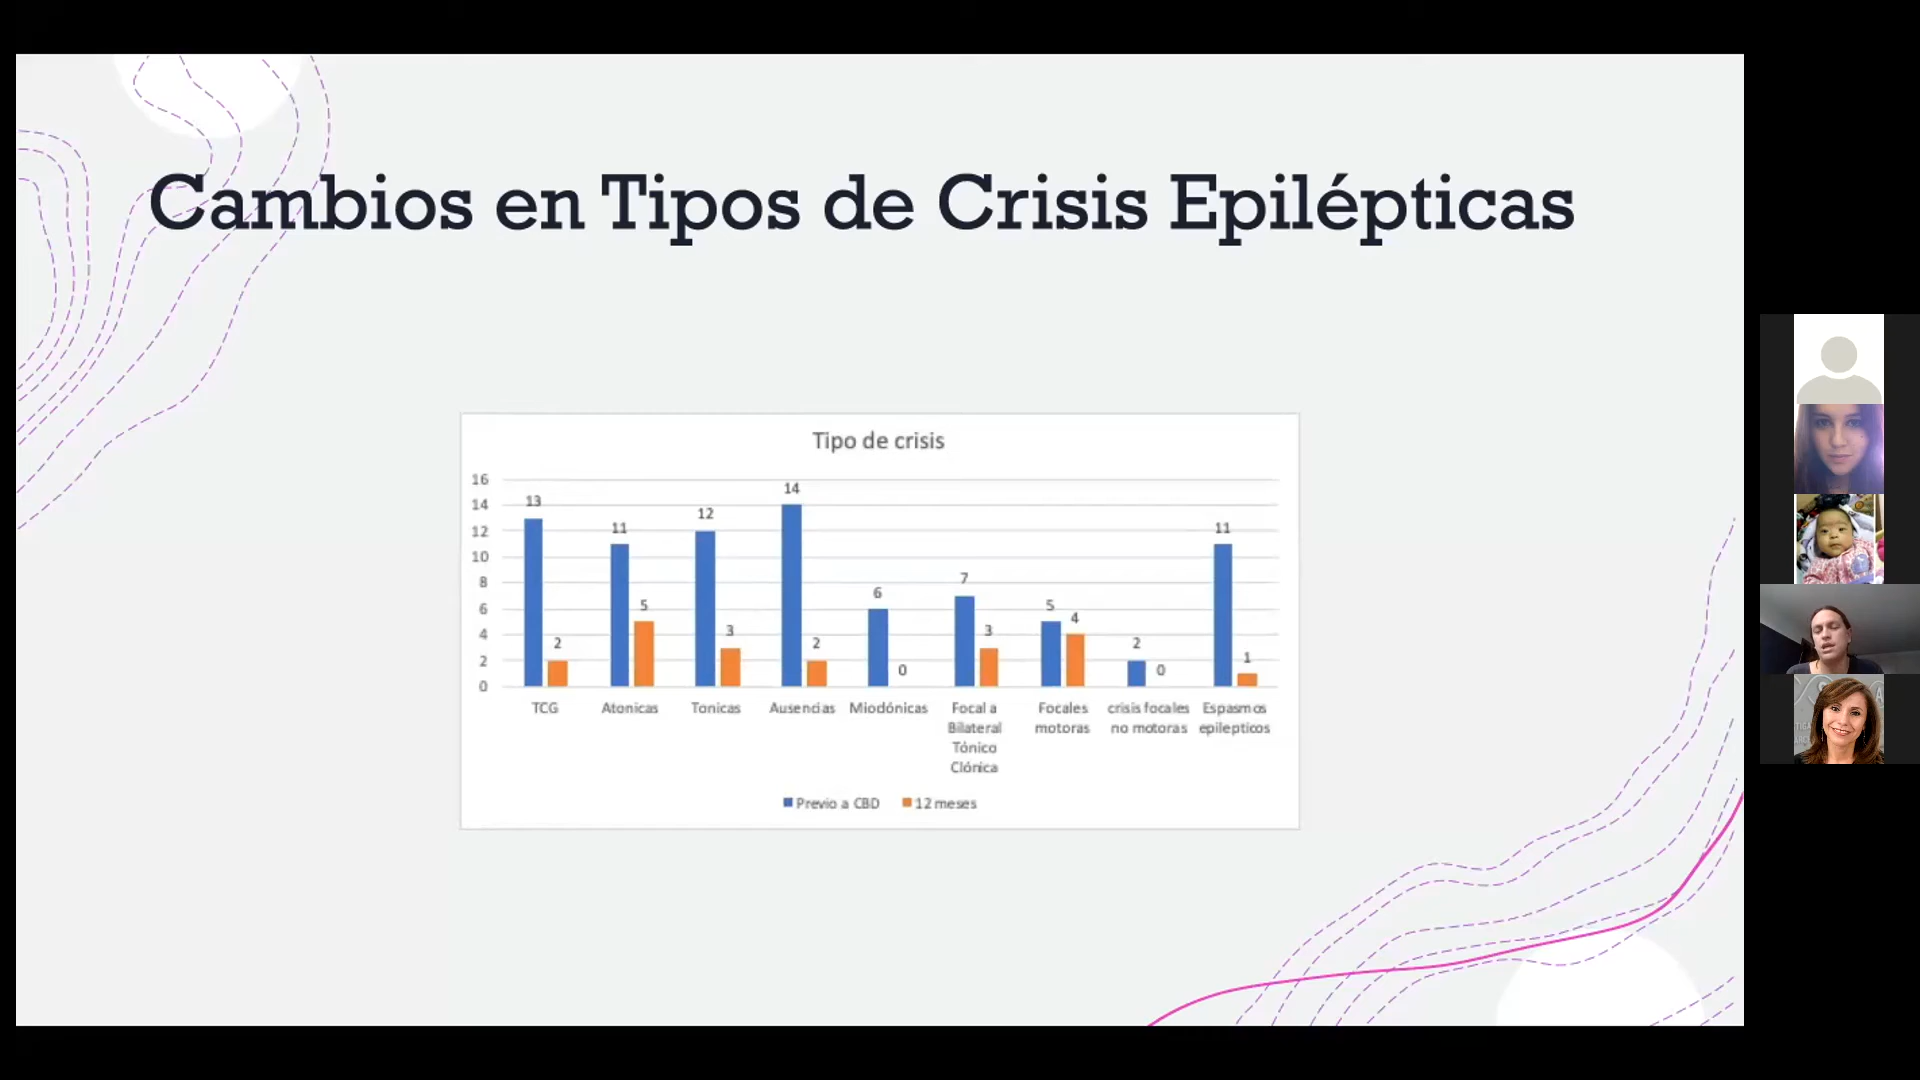 Cambios en Tipos de Crisis Epilépticas
Tipo de crisis
16
14
12
10
8
6
4
2
0
13
2
11
5
12
3
14
2
6
0
7
3
5
4
2
0
11
1
TCG
Atonicas
Tonicas
Ausencias
Miodónicas
Focal a
Bilateral
Tónico
Clónica
Focales
motoras
crisis focales
no motoras
Espasmos
epilepticos
Previo a CBD
12 meses